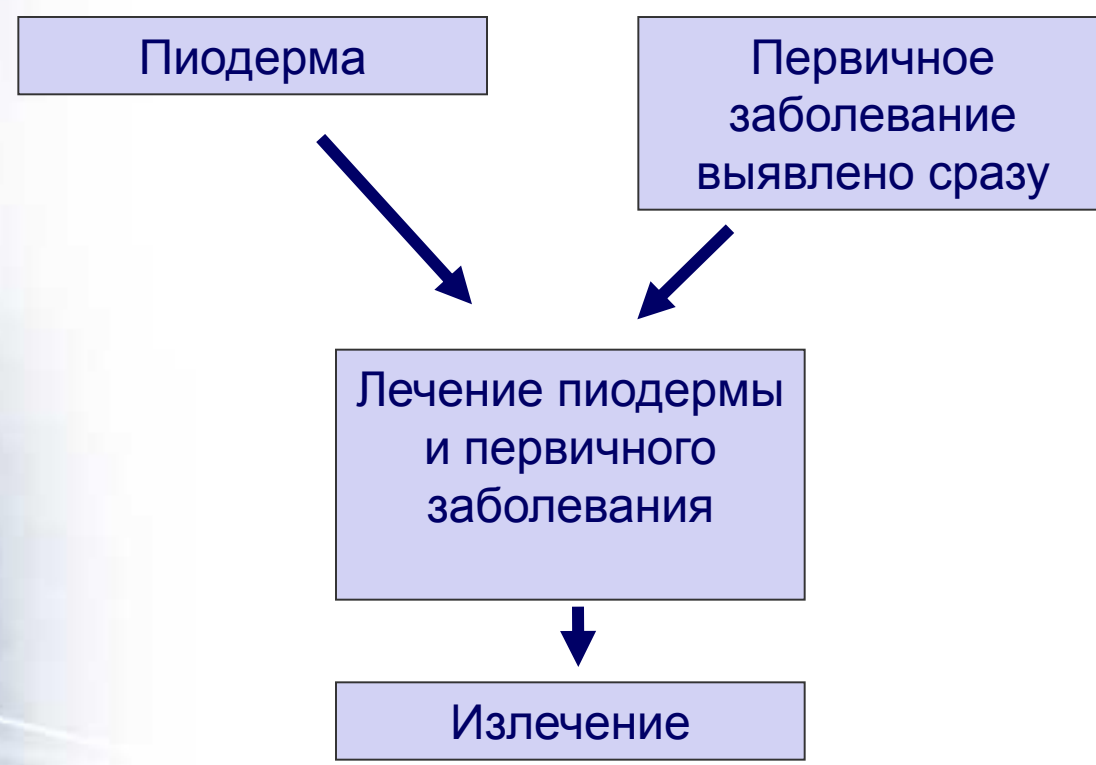 Пиодерма
Первичное
заболевание
выявлено сразу
Лечение пиодермы
и первичного
заболевания
Излечение